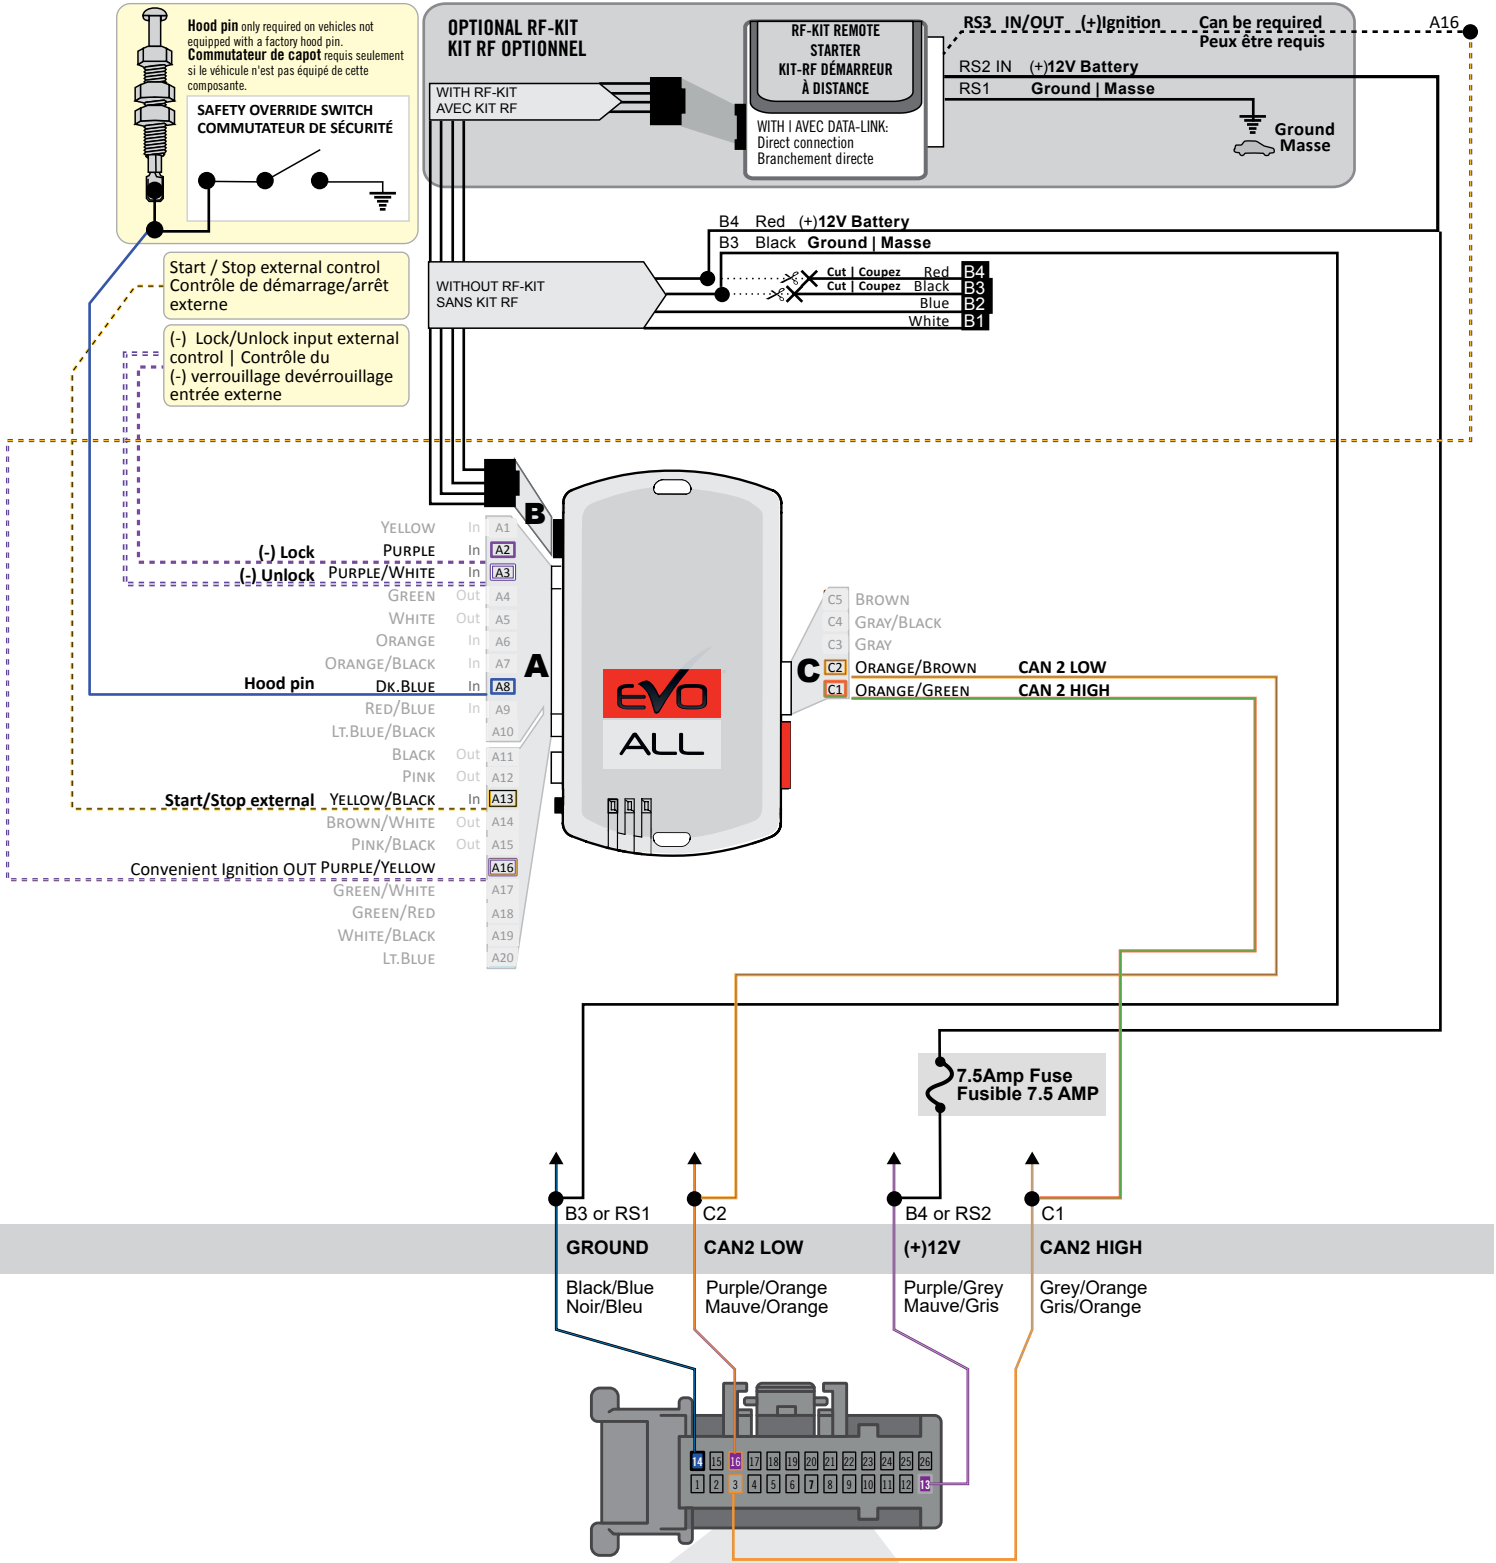 Hood pin only required on vehicles not
equipped with a factory hood pin.
Commutateur de capot requis seulement
si le véhicule n'est pas équipé de cette
composante.
SAFETY OVERRIDE SWITCH
COMMUTATEUR DE SÉCURITÉ
OPTIONAL RF-KIT
KIT RF OPTIONNEL
WITH RF-KIT
AVEC KIT RF
RF-KIT REMOTE
STARTER
KIT-RF DÉMARREUR
À DISTANCE
WITH I AVEC DATA-LINK:
Direct connection
Branchement directe
RS3 IN/OUT (+)Ignition Can be required
Peux être requis
A16
RS2 IN (+)12V Battery
RS1 Ground | Masse
Ground
Masse
B4 Red (+)12V Battery
B3 Black Ground | Masse
WITHOUT RF-KIT
SANS KIT RF
Cut | Coupez Red B4
Cut | Coupez Black B3
Blue B2
White B1
Start / Stop external control
Contrôle de démarrage/arrêt
externe
(-) Lock/Unlock input external
control | Contrôle du
(-) verrouillage devérrouillage
entrée externe
B
YELLOW In A1
(-) Lock PURPLE In A2
(-) Unlock PURPLE/WHITE In A3
GREEN Out A4
WHITE Out A5
ORANGE In A6
ORANGE/BLACK In A7
Hood pin DK.BLUE In A8
RED/BLUE In A9
LT.BLUE/BLACK A10
BLACK Out A11
PINK Out A12
Start/Stop external YELLOW/BLACK In A13
BROWN/WHITE Out A14
PINK/BLACK Out A15
Convenient Ignition OUT PURPLE/YELLOW A16
GREEN/WHITE A17
GREEN/RED A18
WHITE/BLACK A19
LT.BLUE A20
A
EVO
ALL
C
C5 BROWN
C4 GRAY/BLACK
C3 GRAY
C2 ORANGE/BROWN CAN 2 LOW
C1 ORANGE/GREEN CAN 2 HIGH
7.5Amp Fuse
Fusible 7.5 AMP
B3 or RS1 C2 B4 or RS2 C1
GROUND CAN2 LOW (+)12V CAN2 HIGH
Black/Blue Purple/Orange Purple/Grey Grey/Orange
Noir/Bleu Mauve/Orange Mauve/Gris Gris/Orange
14 15 16 17 18 19 20 21 22 23 24 25 26
1 2 3 4 5 6 7 8 9 10 11 12 13